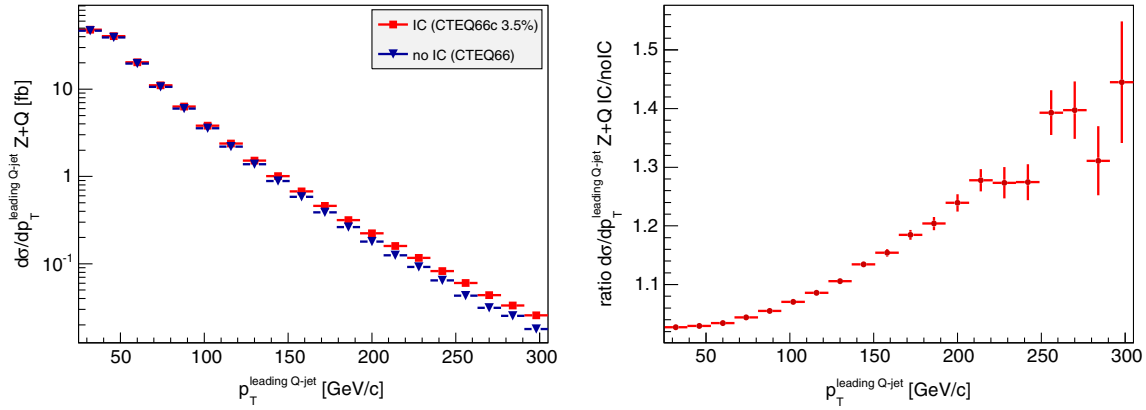 dσ/dp_T^leading Q-jet Z+Q [fb]
10
1
10^-1
IC (CTEQ66c 3.5%)
no IC (CTEQ66)
50 100 150 200 250 300
p_T^leading Q-jet [GeV/c]
ratio dσ/dp_T^leading Q-jet Z+Q IC/noIC
1.5
1.4
1.3
1.2
1.1
1.0
50 100 150 200 250 300
p_T^leading Q-jet [GeV/c]